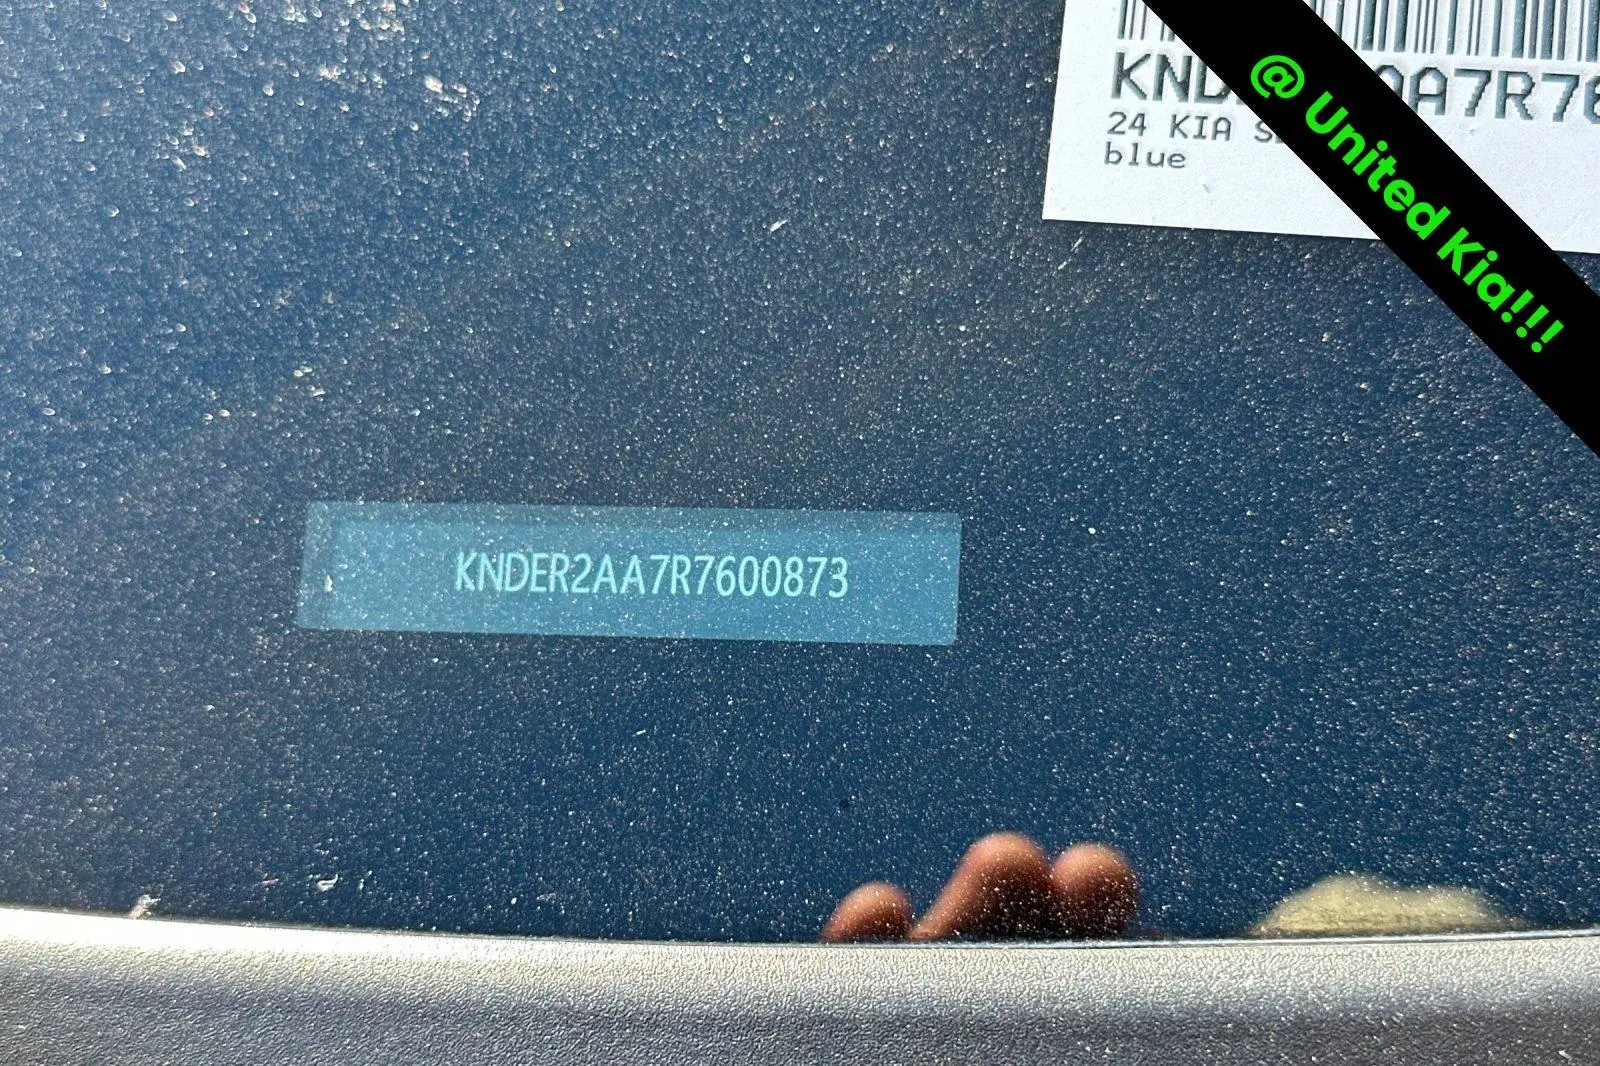 24 KIA
blue
@ United Kia!!!
KNDER2AA7R7600873